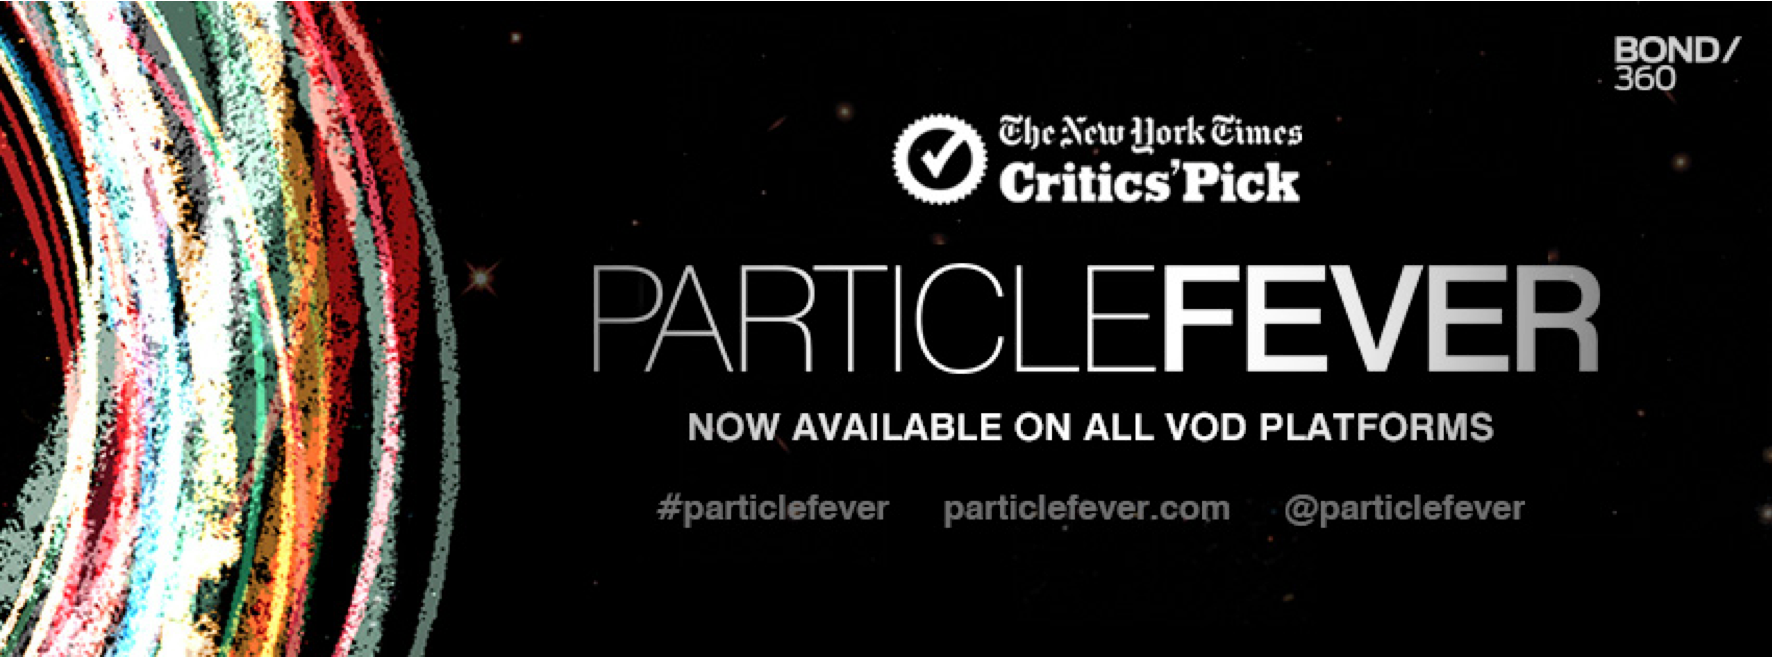 BOND/
360
The New York Times
Critics' Pick
PARTICLEFEVER
NOW AVAILABLE ON ALL VOD PLATFORMS
#particlefever particlefever.com @particlefever